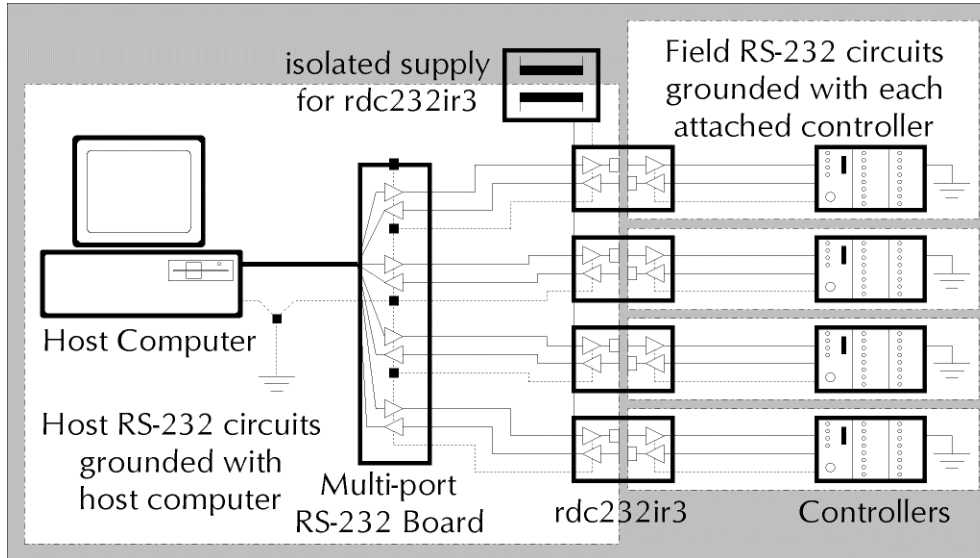 isolated supply
for rdc232ir3
Field RS-232 circuits
grounded with each
attached controller
Host Computer
Host RS-232 circuits
grounded with
host computer
Multi-port
RS-232 Board
rdc232ir3
Controllers